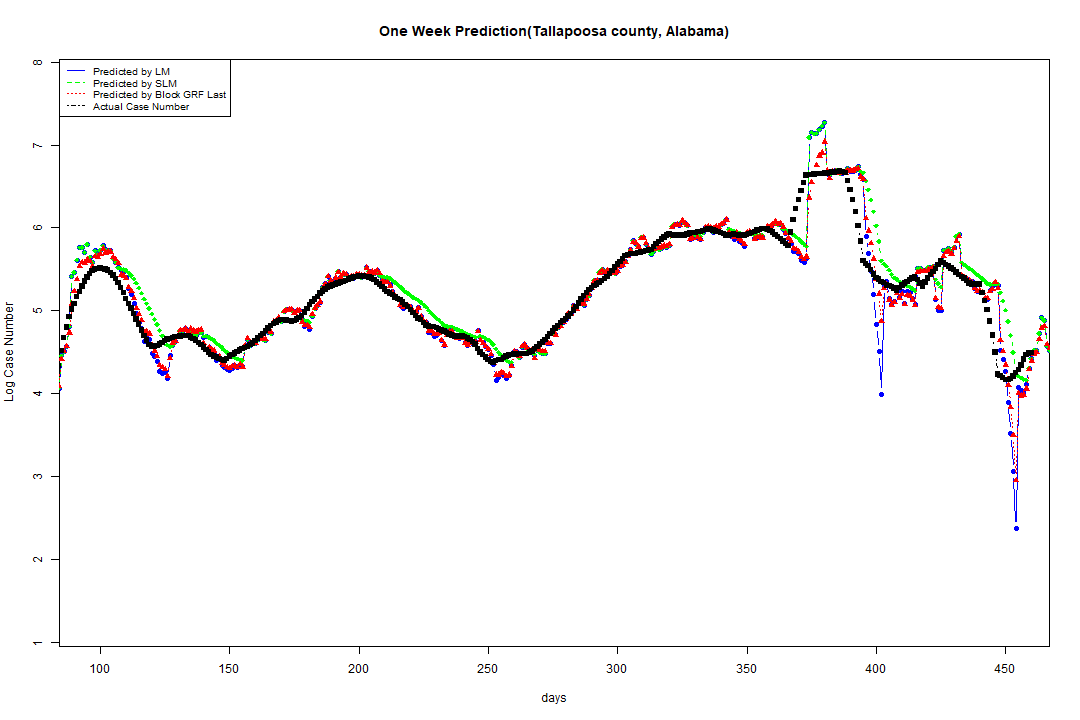 One Week Prediction(Tallapoosa county, Alabama)
Predicted by LM
Predicted by SLM
Predicted by Block GRF Last
Actual Case Number
8
7
6
5
4
3
2
1
Log Case Number
100 150 200 250 300 350 400 450
days